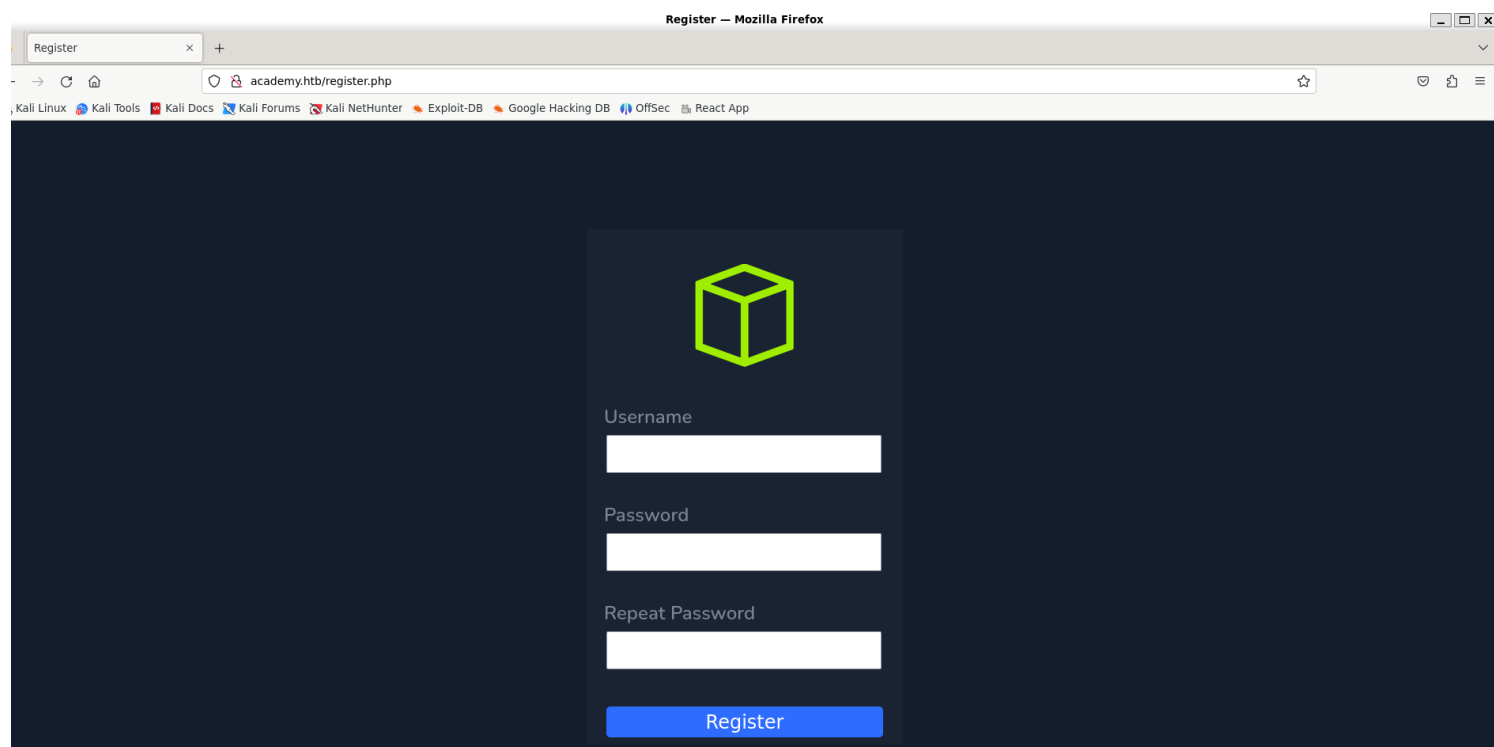 Register — Mozilla Firefox
Register
academy.htb/register.php
Kali Linux Kali Tools Kali Docs Kali Forums Kali NetHunter Exploit-DB Google Hacking DB OffSec React App
Username
Password
Repeat Password
Register